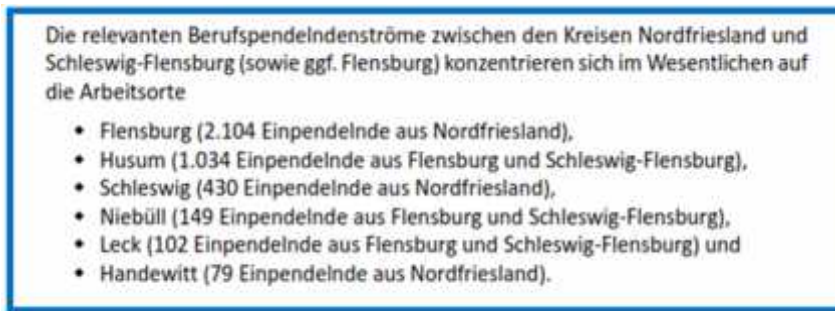 Die relevanten Berufspendelndenströme zwischen den Kreisen Nordfriesland und
Schleswig-Flensburg (sowie ggf. Flensburg) konzentrieren sich im Wesentlichen auf
die Arbeitsorte
• Flensburg (2.104 Einpendelnde aus Nordfriesland),
• Husum (1.034 Einpendelnde aus Flensburg und Schleswig-Flensburg),
• Schleswig (430 Einpendelnde aus Nordfriesland),
• Niebüll (149 Einpendelnde aus Flensburg und Schleswig-Flensburg),
• Leck (102 Einpendelnde aus Flensburg und Schleswig-Flensburg) und
• Handewitt (79 Einpendelnde aus Nordfriesland).